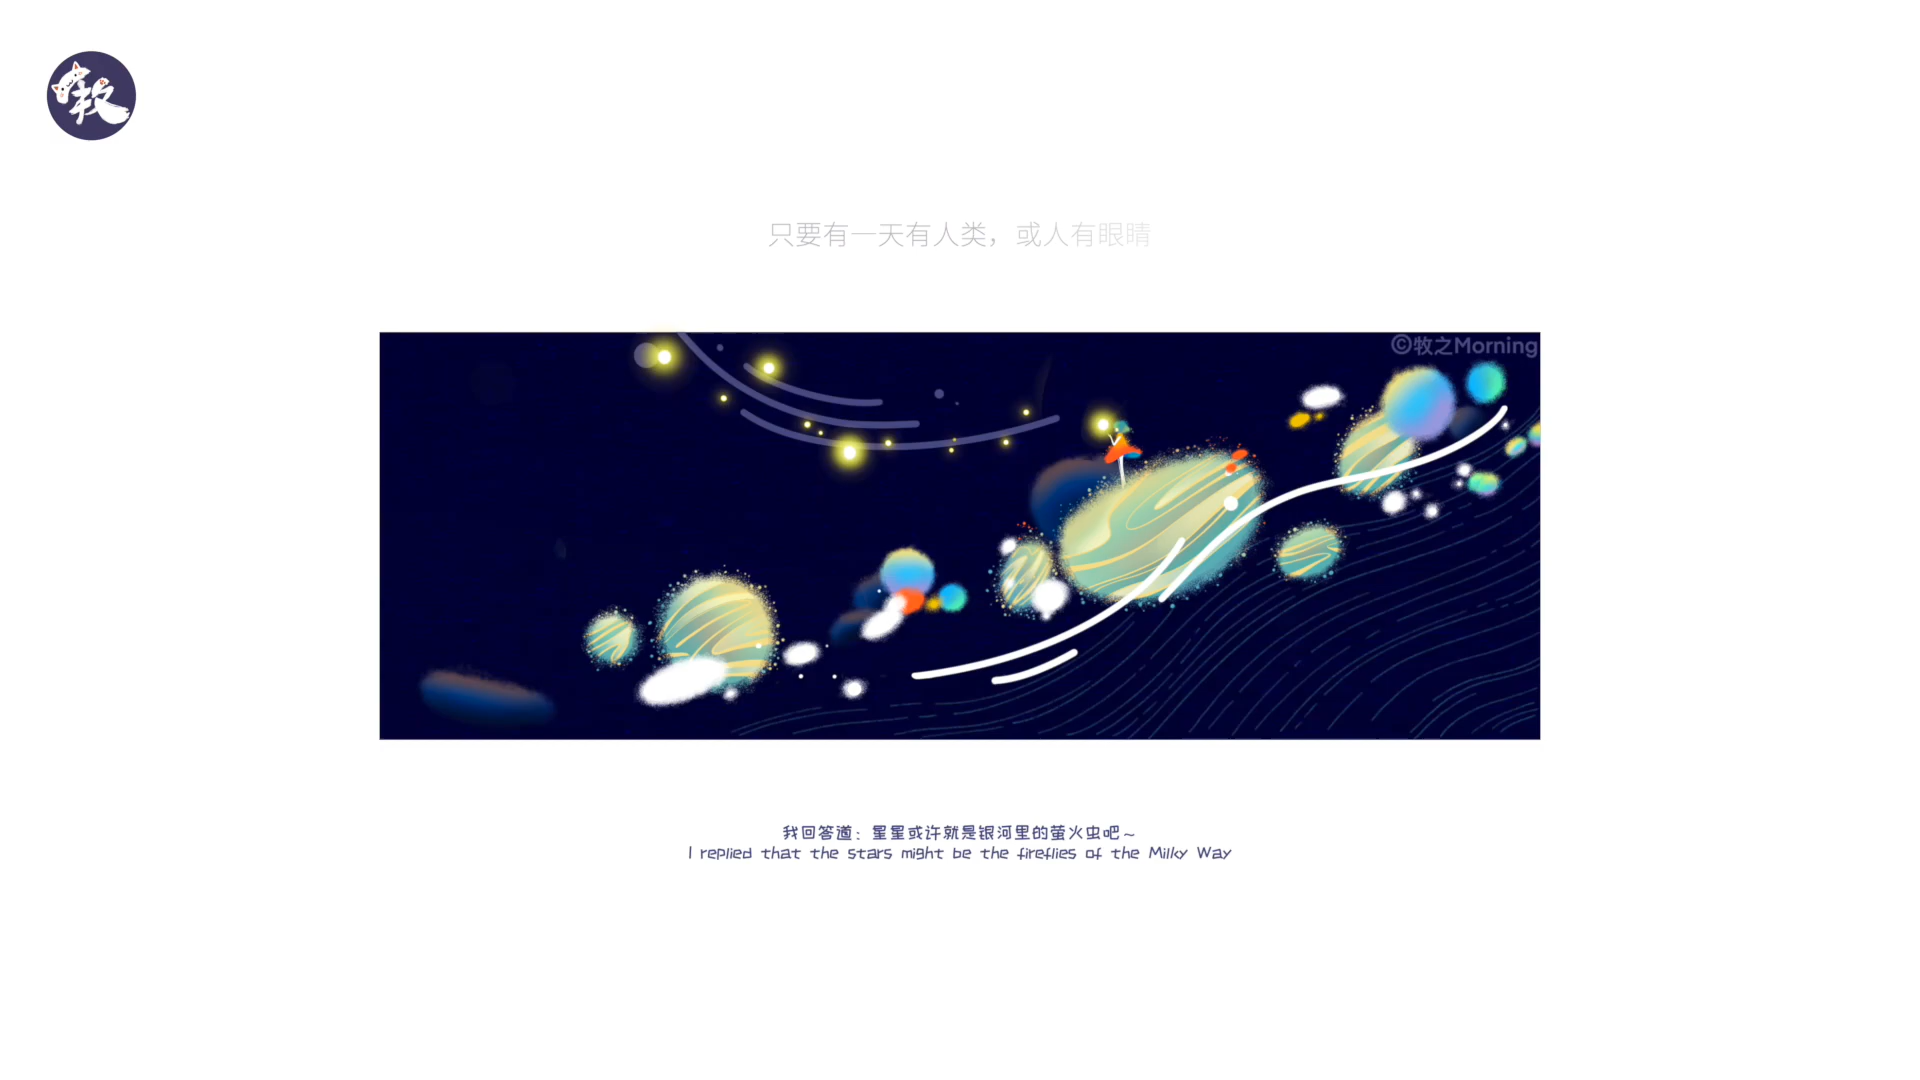 牧
只要有一天有人类，或人有眼睛
©牧之Morning
我回答道：星星或许就是银河里的萤火虫吧~
I replied that the stars might be the fireflies of the Milky Way